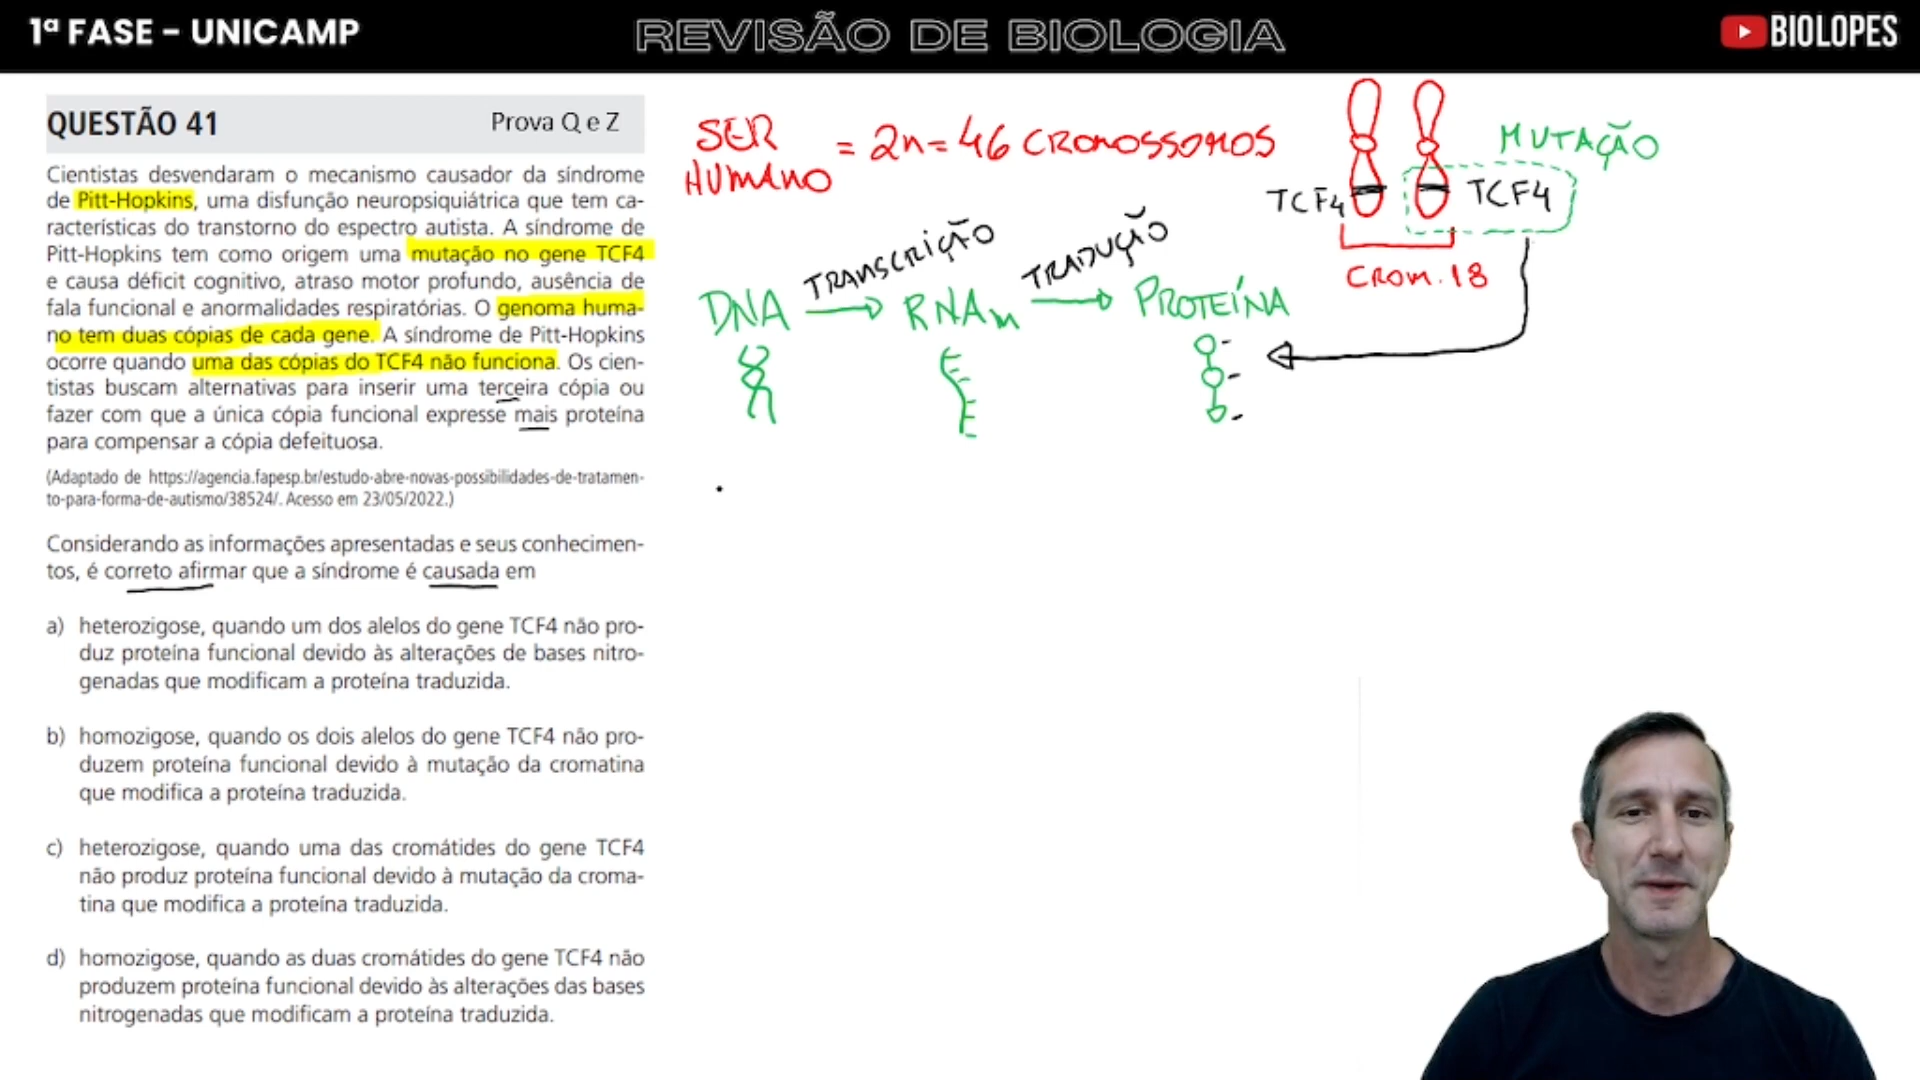 1ª FASE - UNICAMP
REVISÃO DE BIOLOGIA
BIOLOPES
QUESTÃO 41
Prova Q e Z
Cientistas desvendaram o mecanismo causador da síndrome
de Pitt-Hopkins, uma disfunção neuropsiquiátrica que tem ca-
racterísticas do transtorno do espectro autista. A síndrome de
Pitt-Hopkins tem como origem uma mutação no gene TCF4
e causa déficit cognitivo, atraso motor profundo, ausência de
fala funcional e anormalidades respiratórias. O genoma huma-
no tem duas cópias de cada gene. A síndrome de Pitt-Hopkins
ocorre quando uma das cópias do TCF4 não funciona. Os cien-
tistas buscam alternativas para inserir uma terceira cópia ou
fazer com que a única cópia funcional expresse mais proteína
para compensar a cópia defeituosa.
(Adaptado de https://agencia.fapesp.br/estudo-abre-novas-possibilidades-de-tratamen-
to-para-forma-de-autismo/38524/. Acesso em 23/05/2022.)
Considerando as informações apresentadas e seus conhecimen-
tos, é correto afirmar que a síndrome é causada em
a) heterozigose, quando um dos alelos do gene TCF4 não pro-
duz proteína funcional devido às alterações de bases nitro-
genadas que modificam a proteína traduzida.
b) homozigose, quando os dois alelos do gene TCF4 não pro-
duzem proteína funcional devido à mutação da cromatina
que modifica a proteína traduzida.
c) heterozigose, quando uma das cromátides do gene TCF4
não produz proteína funcional devido à mutação da croma-
tina que modifica a proteína traduzida.
d) homozigose, quando as duas cromátides do gene TCF4 não
produzem proteína funcional devido às alterações das bases
nitrogenadas que modificam a proteína traduzida.
SER
HUMANO
= 2n = 46 CROMOSSOMOS
MUTAÇÃO
TCF4
TCF4
CROM. 18
TRANSCRIÇÃO
TRADUÇÃO
DNA
RNAm
PROTEÍNA